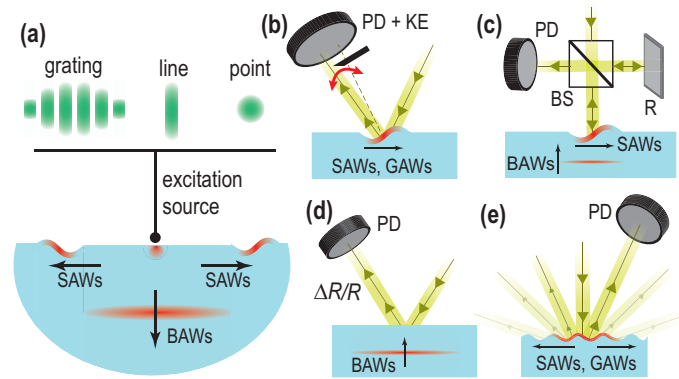 (a)
grating
line
point
excitation
source
SAWs
SAWs
BAWs
(b)
PD + KE
SAWs, GAWs
(c)
PD
BS
R
SAWs
BAWs
(d)
PD
ΔR/R
BAWs
(e)
PD
SAWs, GAWs